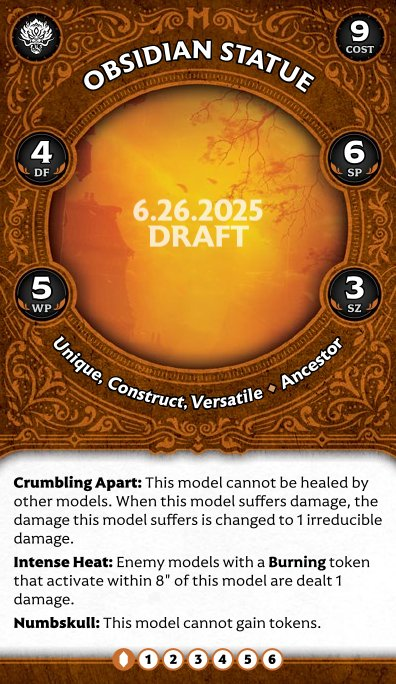 9
COST
OBSIDIAN STATUE
4
DF
6
SP
6.26.2025
DRAFT
5
WP
3
SZ
Unique, Construct, Versatile ⬥ Ancestor
Crumbling Apart: This model cannot be healed by
other models. When this model suffers damage, the
damage this model suffers is changed to 1 irreducible
damage.
Intense Heat: Enemy models with a Burning token
that activate within 8" of this model are dealt 1
damage.
Numbskull: This model cannot gain tokens.
1 2 3 4 5 6